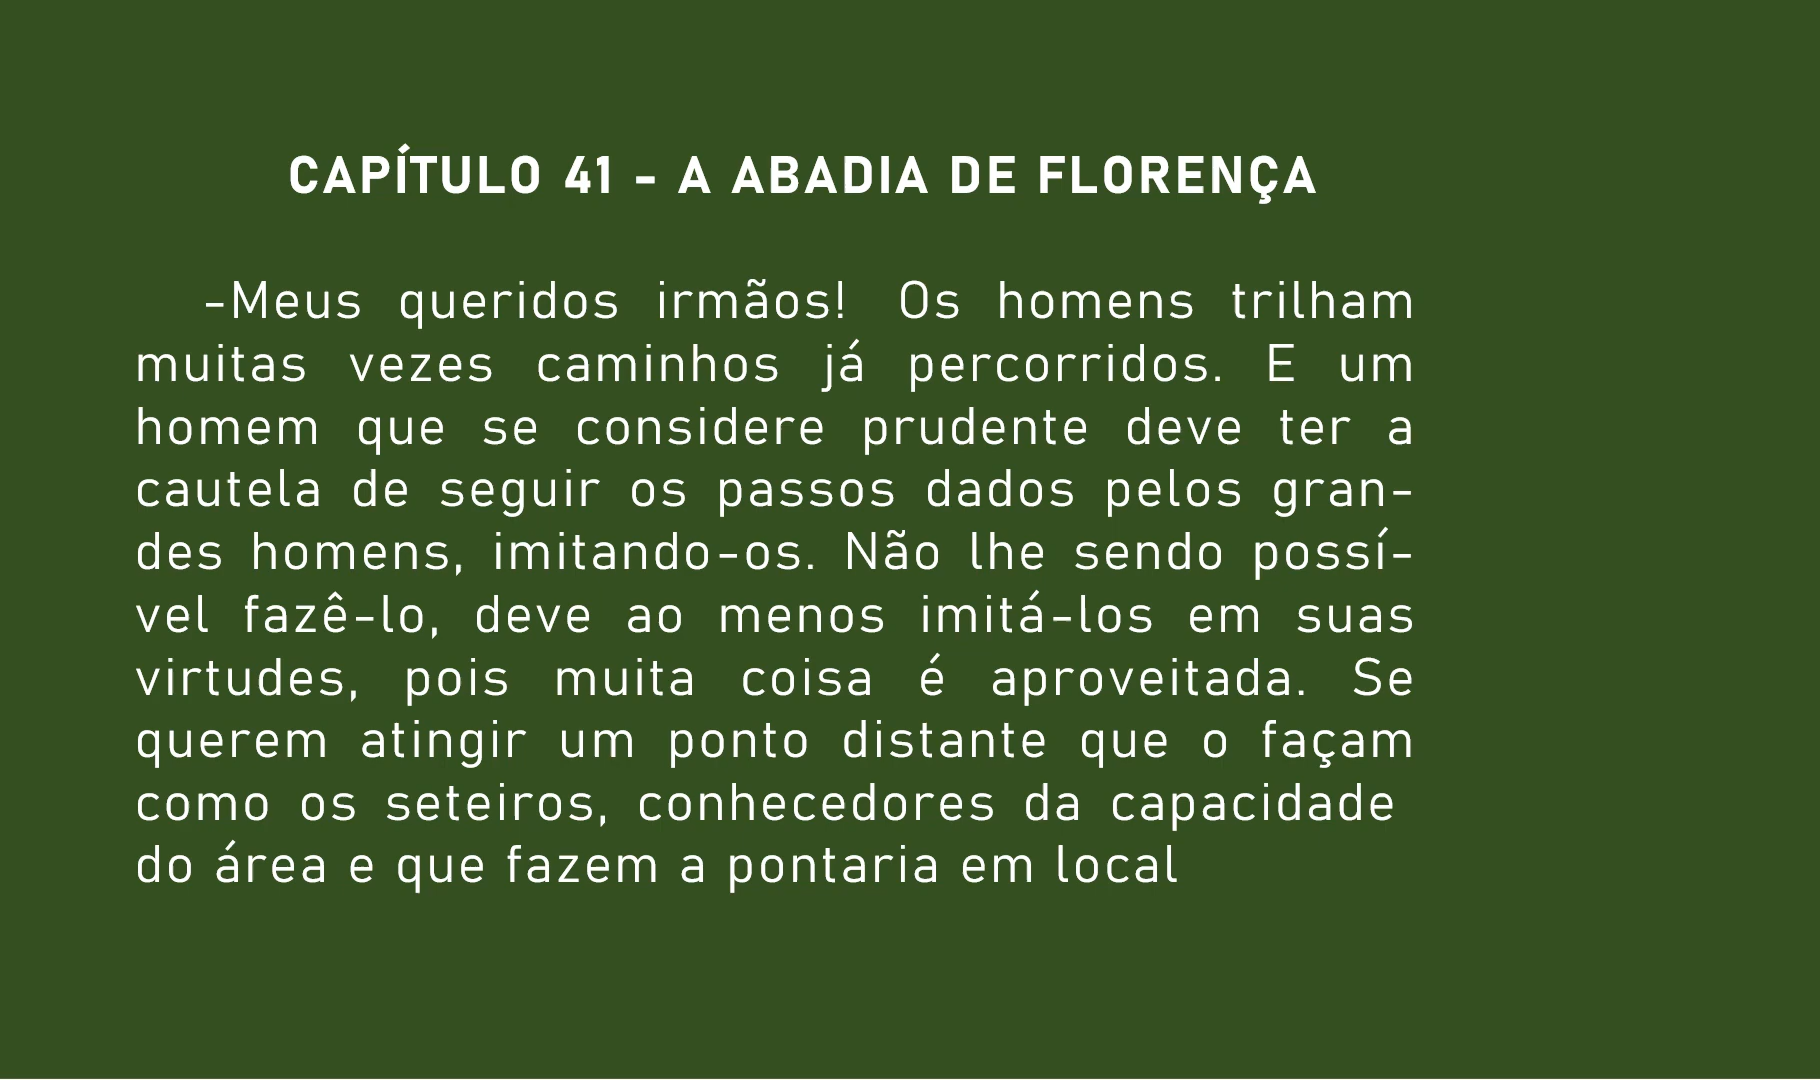 CAPÍTULO 41 - A ABADIA DE FLORENÇA
-Meus queridos irmãos! Os homens trilham
muitas vezes caminhos já percorridos. E um
homem que se considere prudente deve ter a
cautela de seguir os passos dados pelos gran-
des homens, imitando-os. Não lhe sendo possí-
vel fazê-lo, deve ao menos imitá-los em suas
virtudes, pois muita coisa é aproveitada. Se
querem atingir um ponto distante que o façam
como os seteiros, conhecedores da capacidade
do área e que fazem a pontaria em local